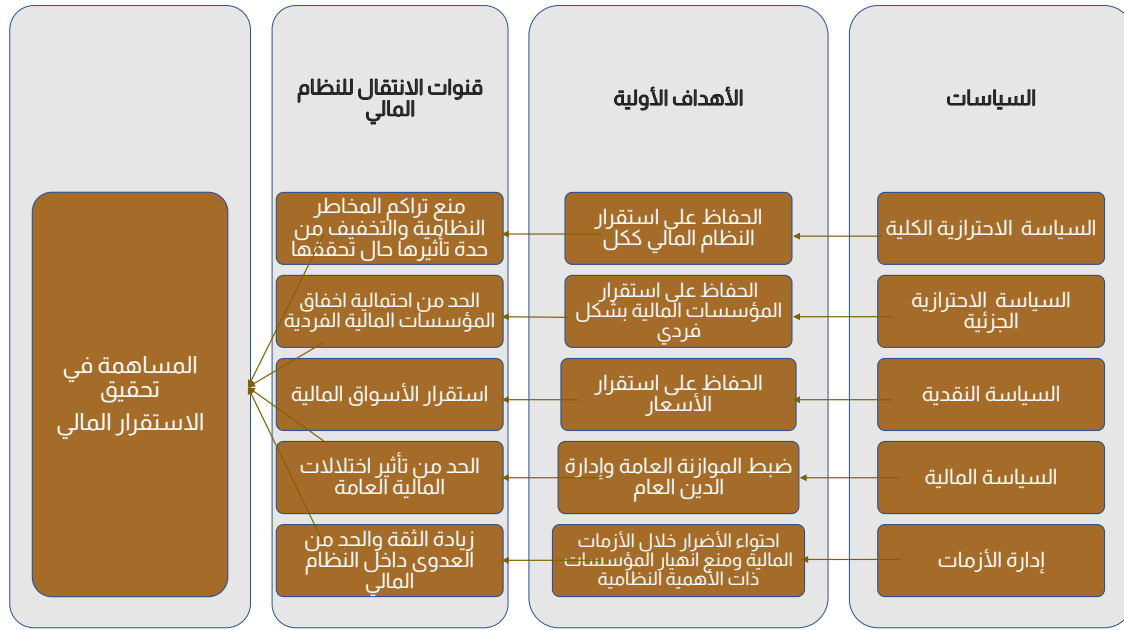 السياسات
الأهداف الأولية
قنوات الانتقال للنظام
المالي
السياسة الاحترازية الكلية
الحفاظ على استقرار
النظام المالي ككل
منع تراكم المخاطر
النظامية والتخفيف من
حدة تأثيرها حال تحققها
السياسة الاحترازية
الجزئية
الحفاظ على استقرار
المؤسسات المالية بشكل
فردي
الحد من احتمالية اخفاق
المؤسسات المالية الفردية
السياسة النقدية
الحفاظ على استقرار
الأسعار
استقرار الأسواق المالية
السياسة المالية
ضبط الموازنة العامة وإدارة
الدين العام
الحد من تأثير اختلالات
المالية العامة
إدارة الأزمات
احتواء الأضرار خلال الأزمات
المالية ومنع انهيار المؤسسات
ذات الأهمية النظامية
زيادة الثقة والحد من
العدوى داخل النظام
المالي
المساهمة في
تحقيق
الاستقرار المالي